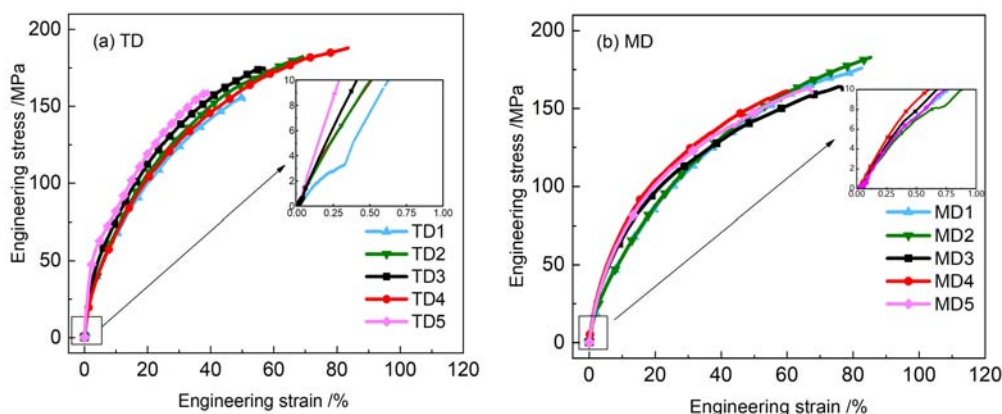 (a) TD
Engineering stress /MPa
200
150
100
50
0
10
8
6
4
2
0
0.00 0.25 0.50 0.75 1.00
TD1
TD2
TD3
TD4
TD5
0 20 40 60 80 100 120
Engineering strain /%
(b) MD
Engineering stress /MPa
200
150
100
50
0
10
8
6
4
2
0
0.00 0.25 0.50 0.75 1.00
MD1
MD2
MD3
MD4
MD5
0 20 40 60 80 100 120
Engineering strain /%